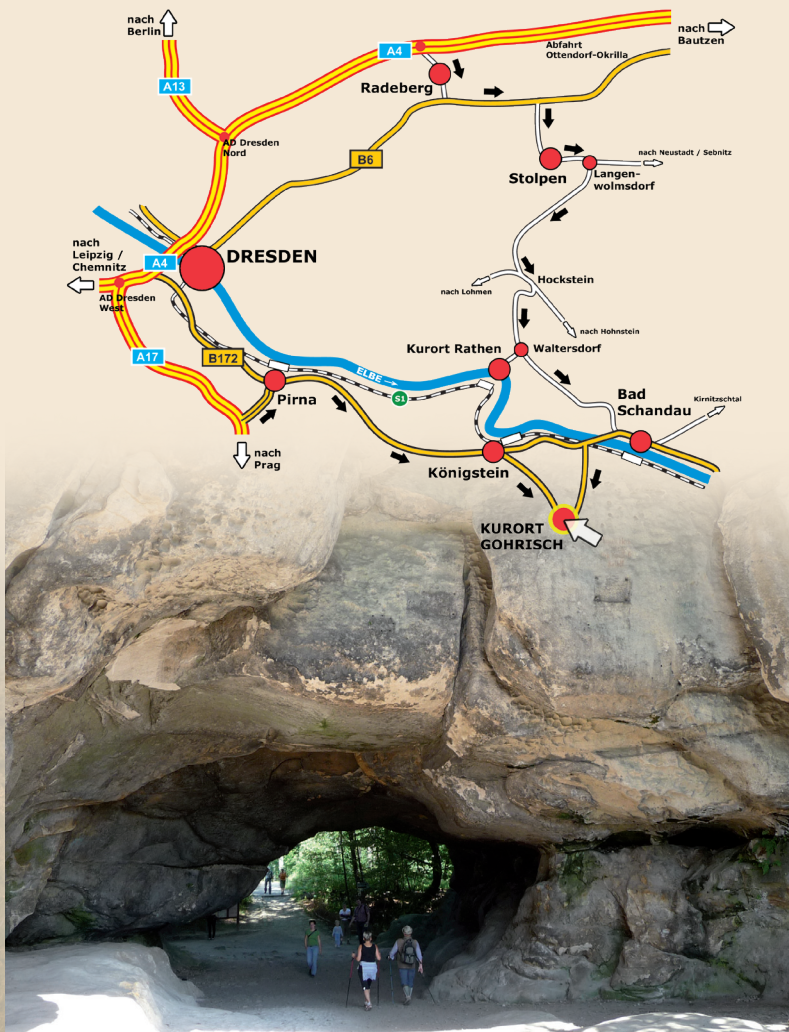 nach
Berlin
A4
nach
Bautzen
Abfahrt
Ottendorf-Okrilla
A13
Radeberg
AD Dresden
Nord
B6
nach Neustadt / Sebnitz
Stolpen
Langen-
wolmsdorf
nach
Leipzig /
Chemnitz
A4
DRESDEN
AD Dresden
West
Hockstein
nach Lohmen
nach Hohnstein
A17
B172
Kurort Rathen
Waltersdorf
ELBE
S1
Pirna
Bad
Schandau
Kirnitzschtal
nach
Prag
Königstein
KURORT
GOHRISCH